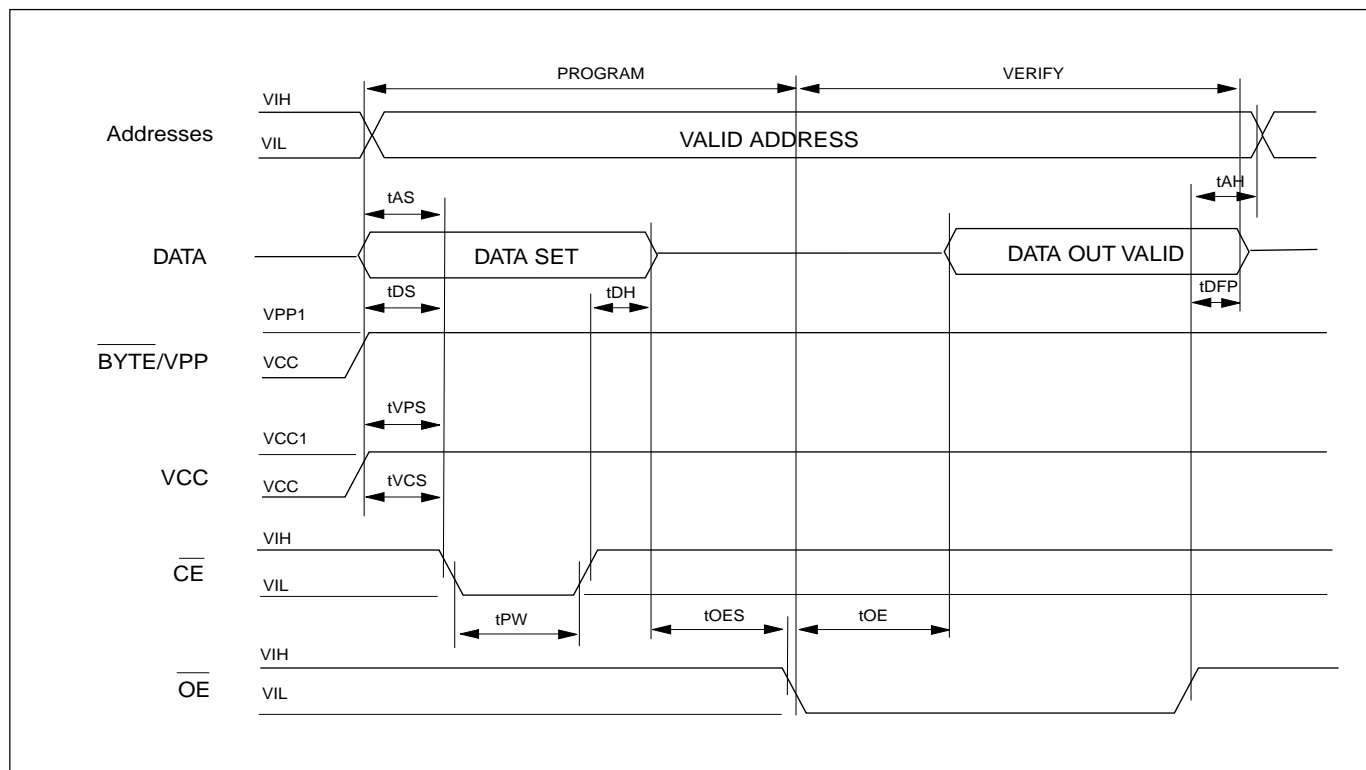 PROGRAM VERIFY
VIH
Addresses
VIL
VALID ADDRESS
tAS
tAH
DATA
DATA SET
DATA OUT VALID
tDS
tDH
tDFP
VPP1
BYTE/VPP
VCC
tVPS
VCC1
VCC
VCC
tVCS
VIH
CE
VIL
tPW
tOES
tOE
VIH
OE
VIL